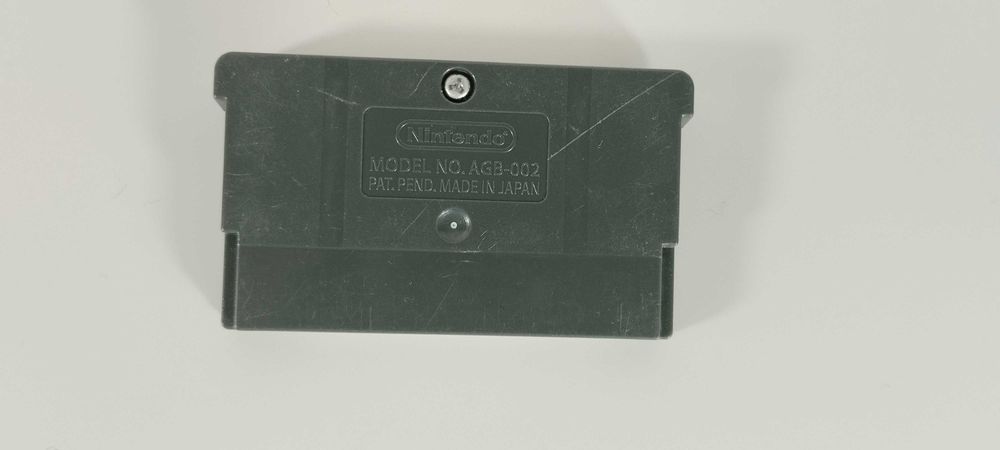 Nintendo®
MODEL NO. AGB-002
PAT. PEND. MADE IN JAPAN